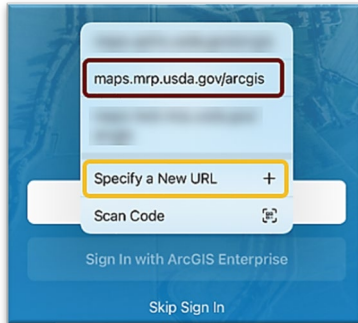 maps.mrp.usda.gov/arcgis
Specify a New URL +
Scan Code
Sign In with ArcGIS Enterprise
Skip Sign In